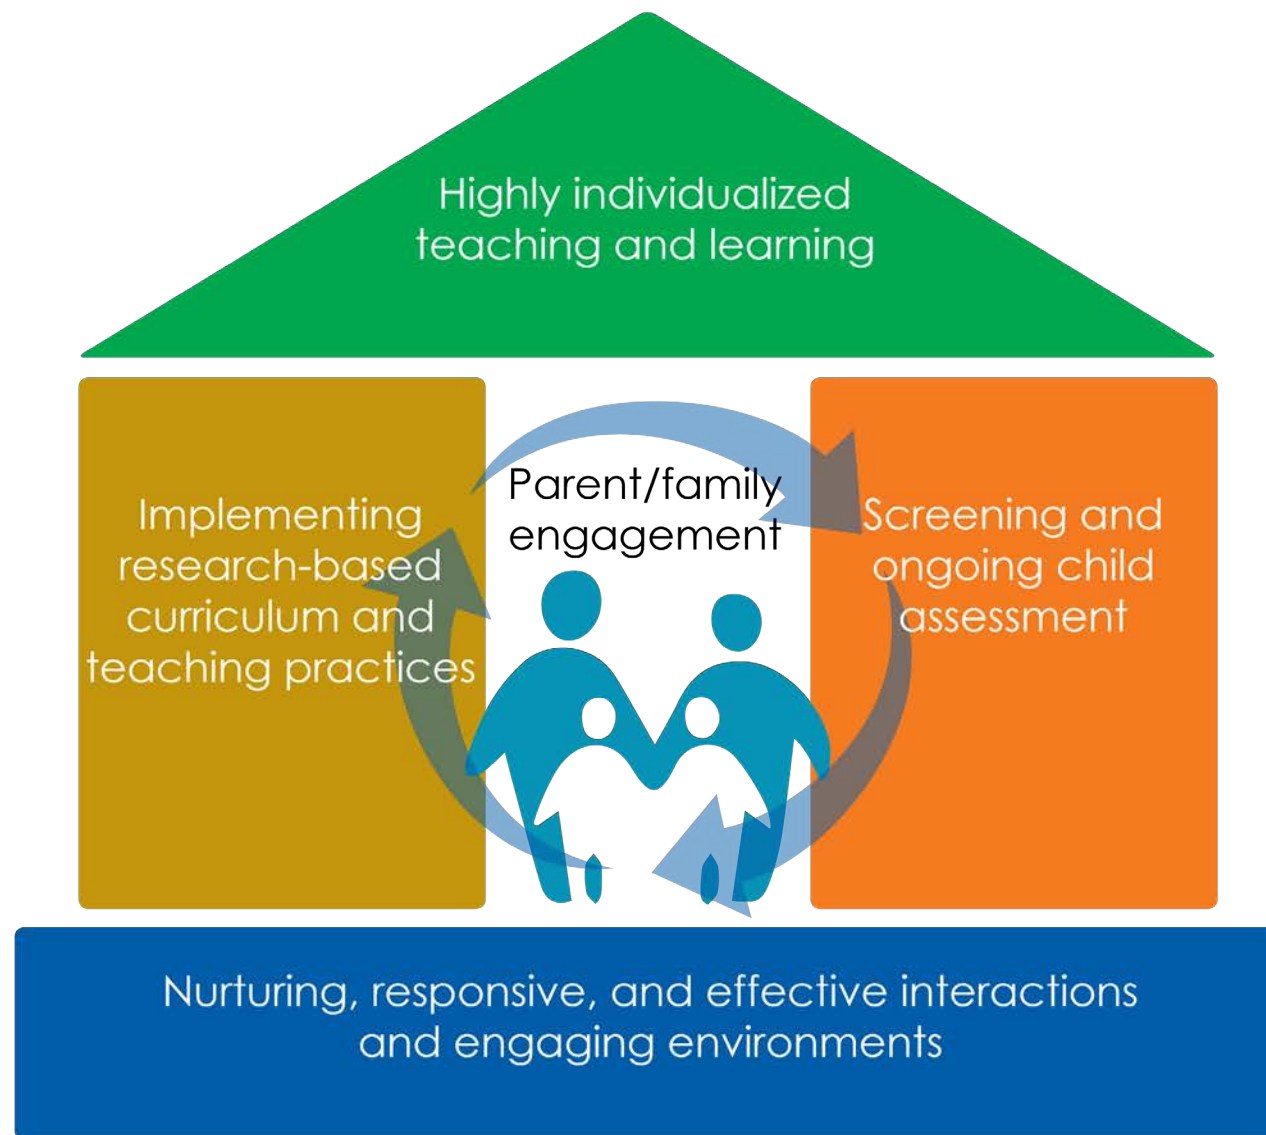 Highly individualized
teaching and learning
Implementing
research-based
curriculum and
teaching practices
Parent/family
engagement
Screening and
ongoing child
assessment
Nurturing, responsive, and effective interactions
and engaging environments